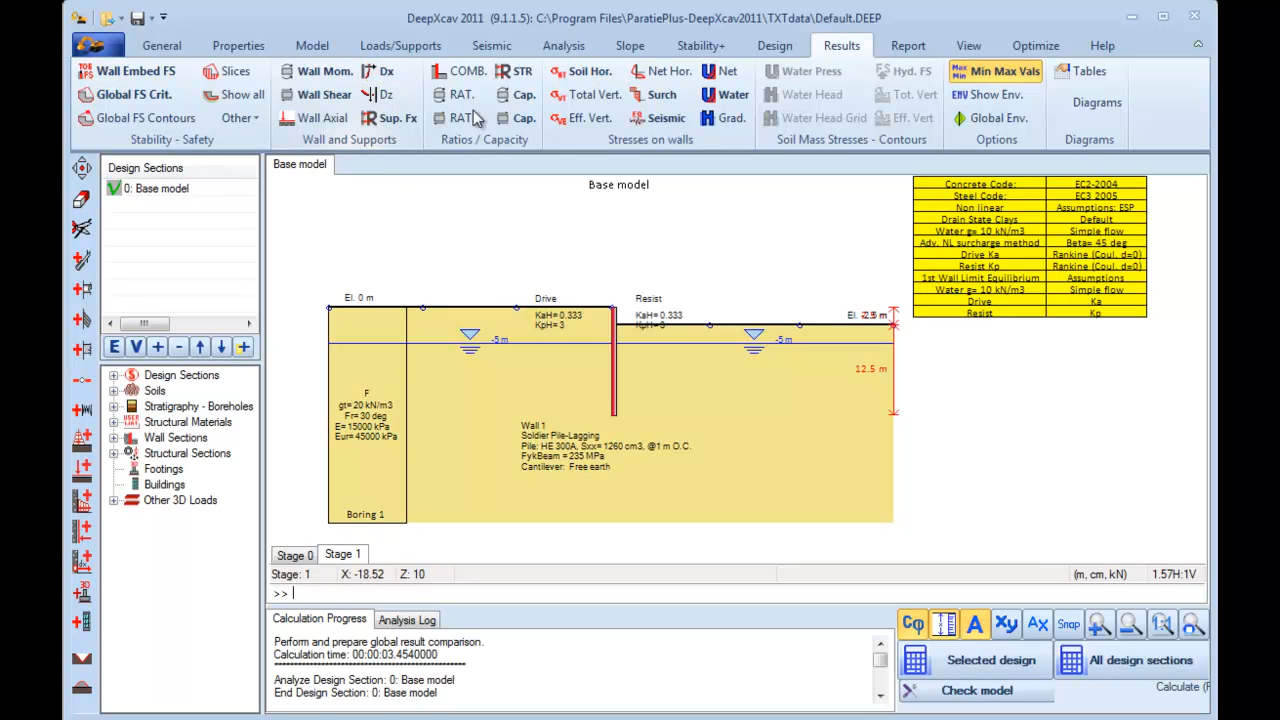 DeepXcav 2011 (9.1.1.5): C:\Program Files\ParatiePlus-DeepXcav2011\TXTdata\Default.DEEP
General Properties Model Loads/Supports Seismic Analysis Slope Stability+ Design Results Report View Optimize Help
TOE FS Wall Embed FS Slices Wall Mom. Dx COMB. STR Soil Hor. Net Hor. Net Water Press Hyd. FS Max Min Min Max Vals Tables
Global FS Crit. Show all Wall Shear Dz RAT. Cap. Total Vert. Surch Water Water Head Tot. Vert ENV Show Env. Diagrams
Global FS Contours Other Wall Axial Sup. Fx RAT. Cap. Eff. Vert. Seismic Grad. Water Head Grid Eff. Vert Global Env.
Stability - Safety Wall and Supports Ratios / Capacity Stresses on walls Soil Mass Stresses - Contours Options Diagrams
Design Sections
0: Base model
E V + -
Design Sections
Soils
Stratigraphy - Boreholes
Structural Materials
Wall Sections
Structural Sections
Footings
Buildings
Other 3D Loads
Base model
Base model
Concrete Code: EC2-2004
Steel Code: EC3 2005
Non linear Assumptions: ESP
Drain State Clays Default
Water g= 10 kN/m3 Simple flow
Adv. NL surcharge method Beta= 45 deg
Drive Ka Rankine (Coul. d=0)
Resist Kp Rankine (Coul. d=0)
1st Wall Limit Equilibrium Assumptions
Water g= 10 kN/m3 Simple flow
Drive Ka
Resist Kp
El. 0 m Drive Resist
KaH= 0.333 KaH= 0.333
KpH= 3 KpH= 3
-5 m -5 m
12.5 m
F
gt= 20 kN/m3
Fr= 30 deg
E= 15000 kPa
Eur= 45000 kPa
Boring 1
Wall 1
Soldier Pile-Lagging
Pile: HE 300A, Sxx= 1260 cm3, @1 m O.C.
FykBeam = 235 MPa
Cantilever: Free earth
Stage 0 Stage 1
Stage: 1 X: -18.52 Z: 10 (m, cm, kN) 1.57H:1V
>>
Calculation Progress Analysis Log
Perform and prepare global result comparison.
Calculation time: 00:00:03.4540000
Analyze Design Section: 0: Base model
End Design Section: 0: Base model
Cφ A Xy Ax Snap
Selected design All design sections
Check model Calculate (F